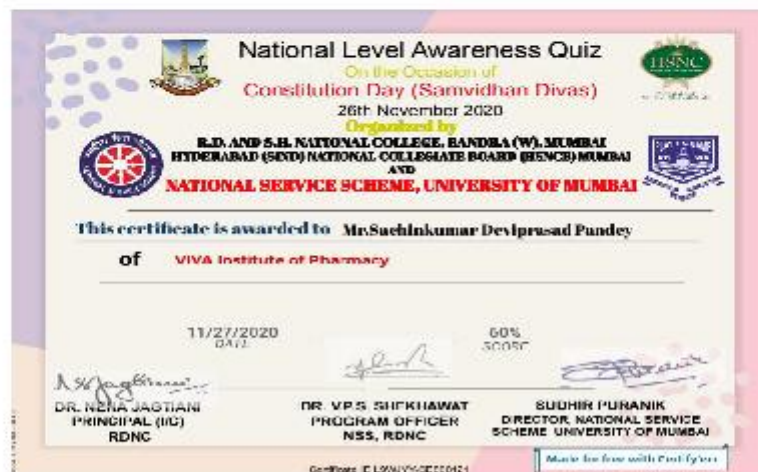 National Level Awareness Quiz
On the Occasion of
Constitution Day (Samvidhan Divas)
26th November 2020
Organized by
R.D. AND S.H. NATIONAL COLLEGE, BANDRA (W), MUMBAI
HYDERABAD (SIND) NATIONAL COLLEGIATE BOARD (HSNCB) MUMBAI
AND
NATIONAL SERVICE SCHEME, UNIVERSITY OF MUMBAI
HSNC
This certificate is awarded to Mr.Sachinkumar Deviprasad Pandey
of VIVA Institute of Pharmacy
11/27/2020 60%
DATE SCORE
DR. NEHA JAGTIANI DR. V.P.S. SHEKHAWAT SUDHIR PURANIK
PRINCIPAL (I/C) PROGRAM OFFICER DIRECTOR, NATIONAL SERVICE
RDNC NSS, RDNC SCHEME UNIVERSITY OF MUMBAI
Made for free with Certify'em